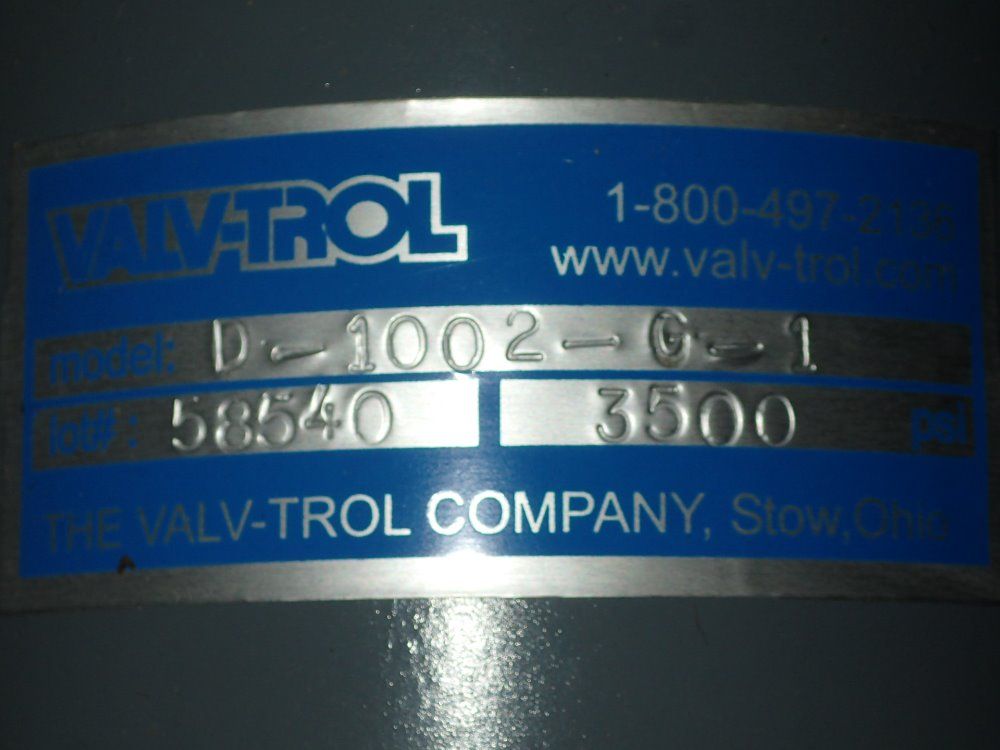 VALV-TROL
1-800-497-2136
www.valv-trol.com
model: D-1002-G-1
lot#: 58540 3500 psi
THE VALV-TROL COMPANY, Stow, Ohio